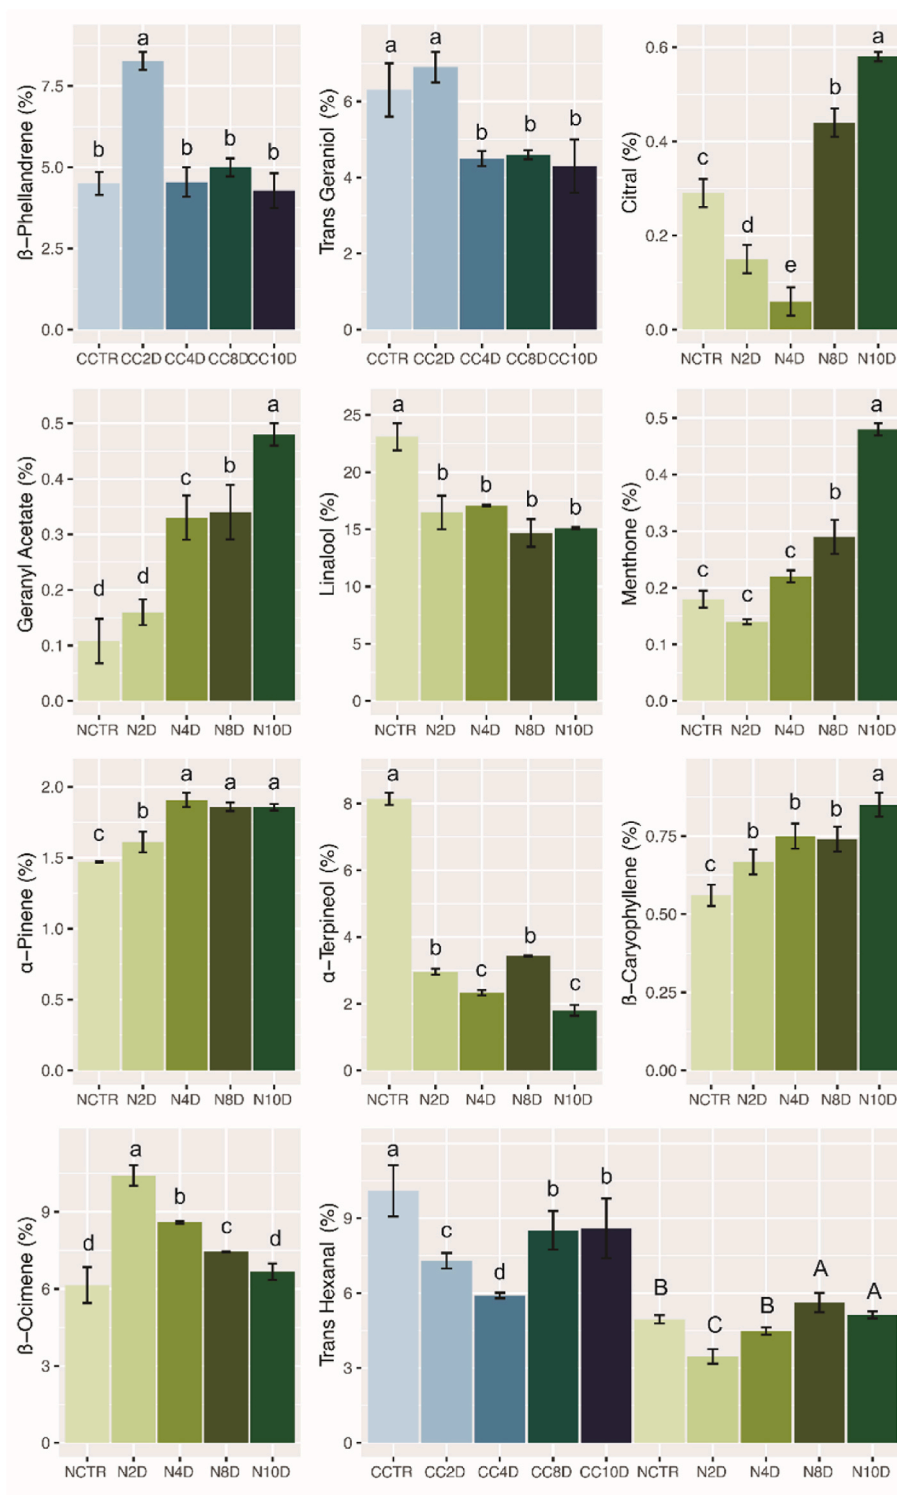 β−Phellandrene (%)
7.5
5.0
2.5
0.0
b
a
b
b
b
CCTR CC2D CC4D CC8D CC10D
Trans Geraniol (%)
6
4
2
0
a
a
b
b
b
CCTR CC2D CC4D CC8D CC10D
Citral (%)
0.6
0.4
0.2
0.0
c
d
e
b
a
NCTR N2D N4D N8D N10D
Geranyl Acetate (%)
0.5
0.4
0.3
0.2
0.1
0.0
d
d
c
b
a
NCTR N2D N4D N8D N10D
Linalool (%)
25
20
15
10
5
0
a
b
b
b
b
NCTR N2D N4D N8D N10D
Menthone (%)
0.5
0.4
0.3
0.2
0.1
0.0
c
c
c
b
a
NCTR N2D N4D N8D N10D
α−Pinene (%)
2.0
1.5
1.0
0.5
0.0
c
b
a
a
a
NCTR N2D N4D N8D N10D
α−Terpineol (%)
8
6
4
2
0
a
b
c
b
c
NCTR N2D N4D N8D N10D
β−Caryophyllene (%)
0.75
0.50
0.25
0.00
c
b
b
b
a
NCTR N2D N4D N8D N10D
β−Ocimene (%)
9
6
3
0
d
a
b
c
d
NCTR N2D N4D N8D N10D
Trans Hexanal (%)
9
6
3
0
a
c
d
b
b
B
C
B
A
A
CCTR CC2D CC4D CC8D CC10D NCTR N2D N4D N8D N10D